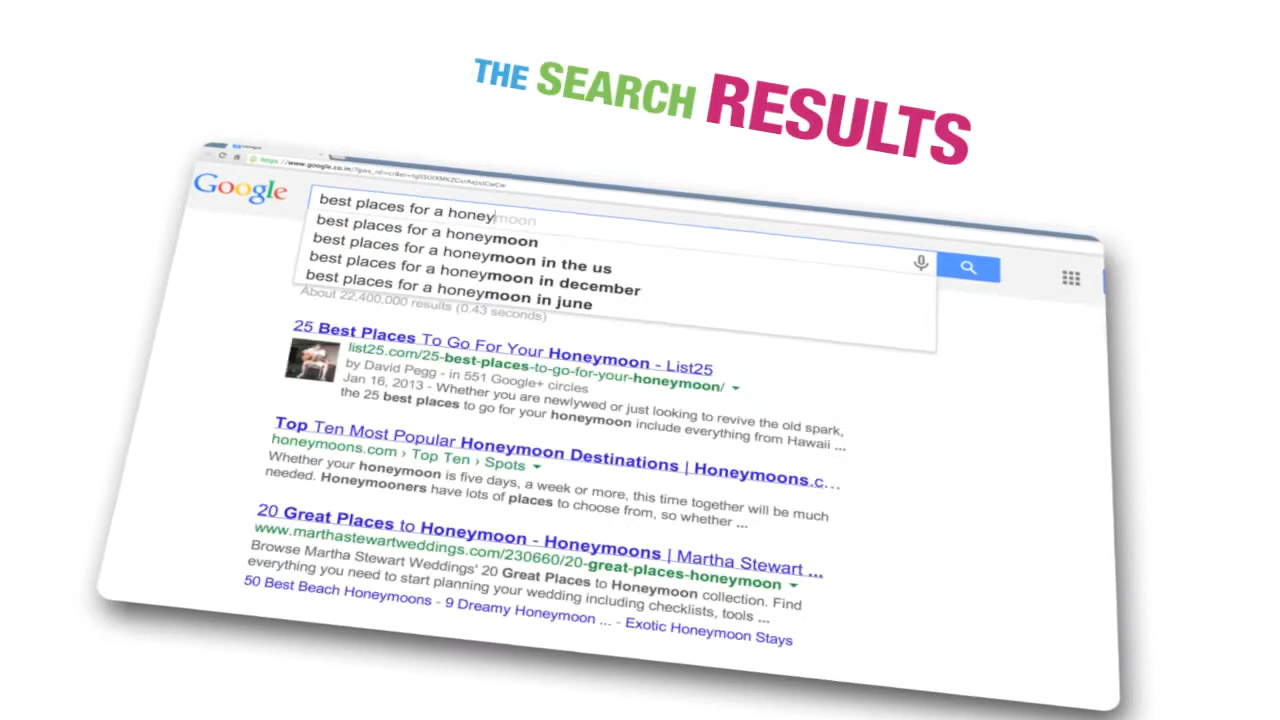 THE SEARCH RESULTS
Google
best places for a honeymoon
best places for a honeymoon
best places for a honeymoon in the us
best places for a honeymoon in december
best places for a honeymoon in june
About 22,400,000 results (0.43 seconds)
25 Best Places To Go For Your Honeymoon - List25
list25.com/25-best-places-to-go-for-your-honeymoon/
by David Pegg - in 551 Google+ circles
Jan 16, 2013 - Whether you are newlywed or just looking to revive the old spark,
the 25 best places to go for your honeymoon include everything from Hawaii ...
Top Ten Most Popular Honeymoon Destinations | Honeymoons.c...
honeymoons.com › Top Ten › Spots
Whether your honeymoon is five days, a week or more, this time together will be much
needed. Honeymooners have lots of places to choose from, so whether ...
20 Great Places to Honeymoon - Honeymoons | Martha Stewart ...
www.marthastewartweddings.com/230660/20-great-places-honeymoon
Browse Martha Stewart Weddings' 20 Great Places to Honeymoon collection. Find
everything you need to start planning your wedding including checklists, tools ...
50 Best Beach Honeymoons - 9 Dreamy Honeymoon ... - Exotic Honeymoon Stays